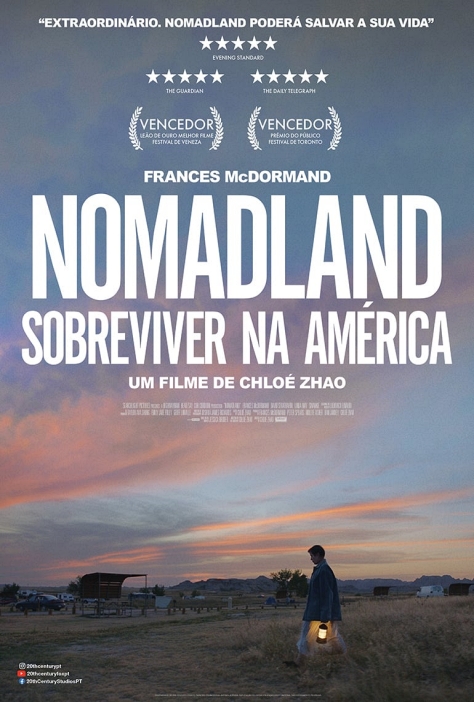 “EXTRAORDINÁRIO. NOMADLAND PODERÁ SALVAR A SUA VIDA”
★★★★★
EVENING STANDARD
★★★★★ ★★★★★
THE GUARDIAN THE DAILY TELEGRAPH
VENCEDOR VENCEDOR
LEÃO DE OURO MELHOR FILME PRÉMIO DO PÚBLICO
FESTIVAL DE VENEZA FESTIVAL DE TORONTO
FRANCES McDORMAND
NOMADLAND
SOBREVIVER NA AMÉRICA
UM FILME DE CHLOÉ ZHAO
20thcenturypt
20thcenturyfoxpt
20thCenturyStudiosPT